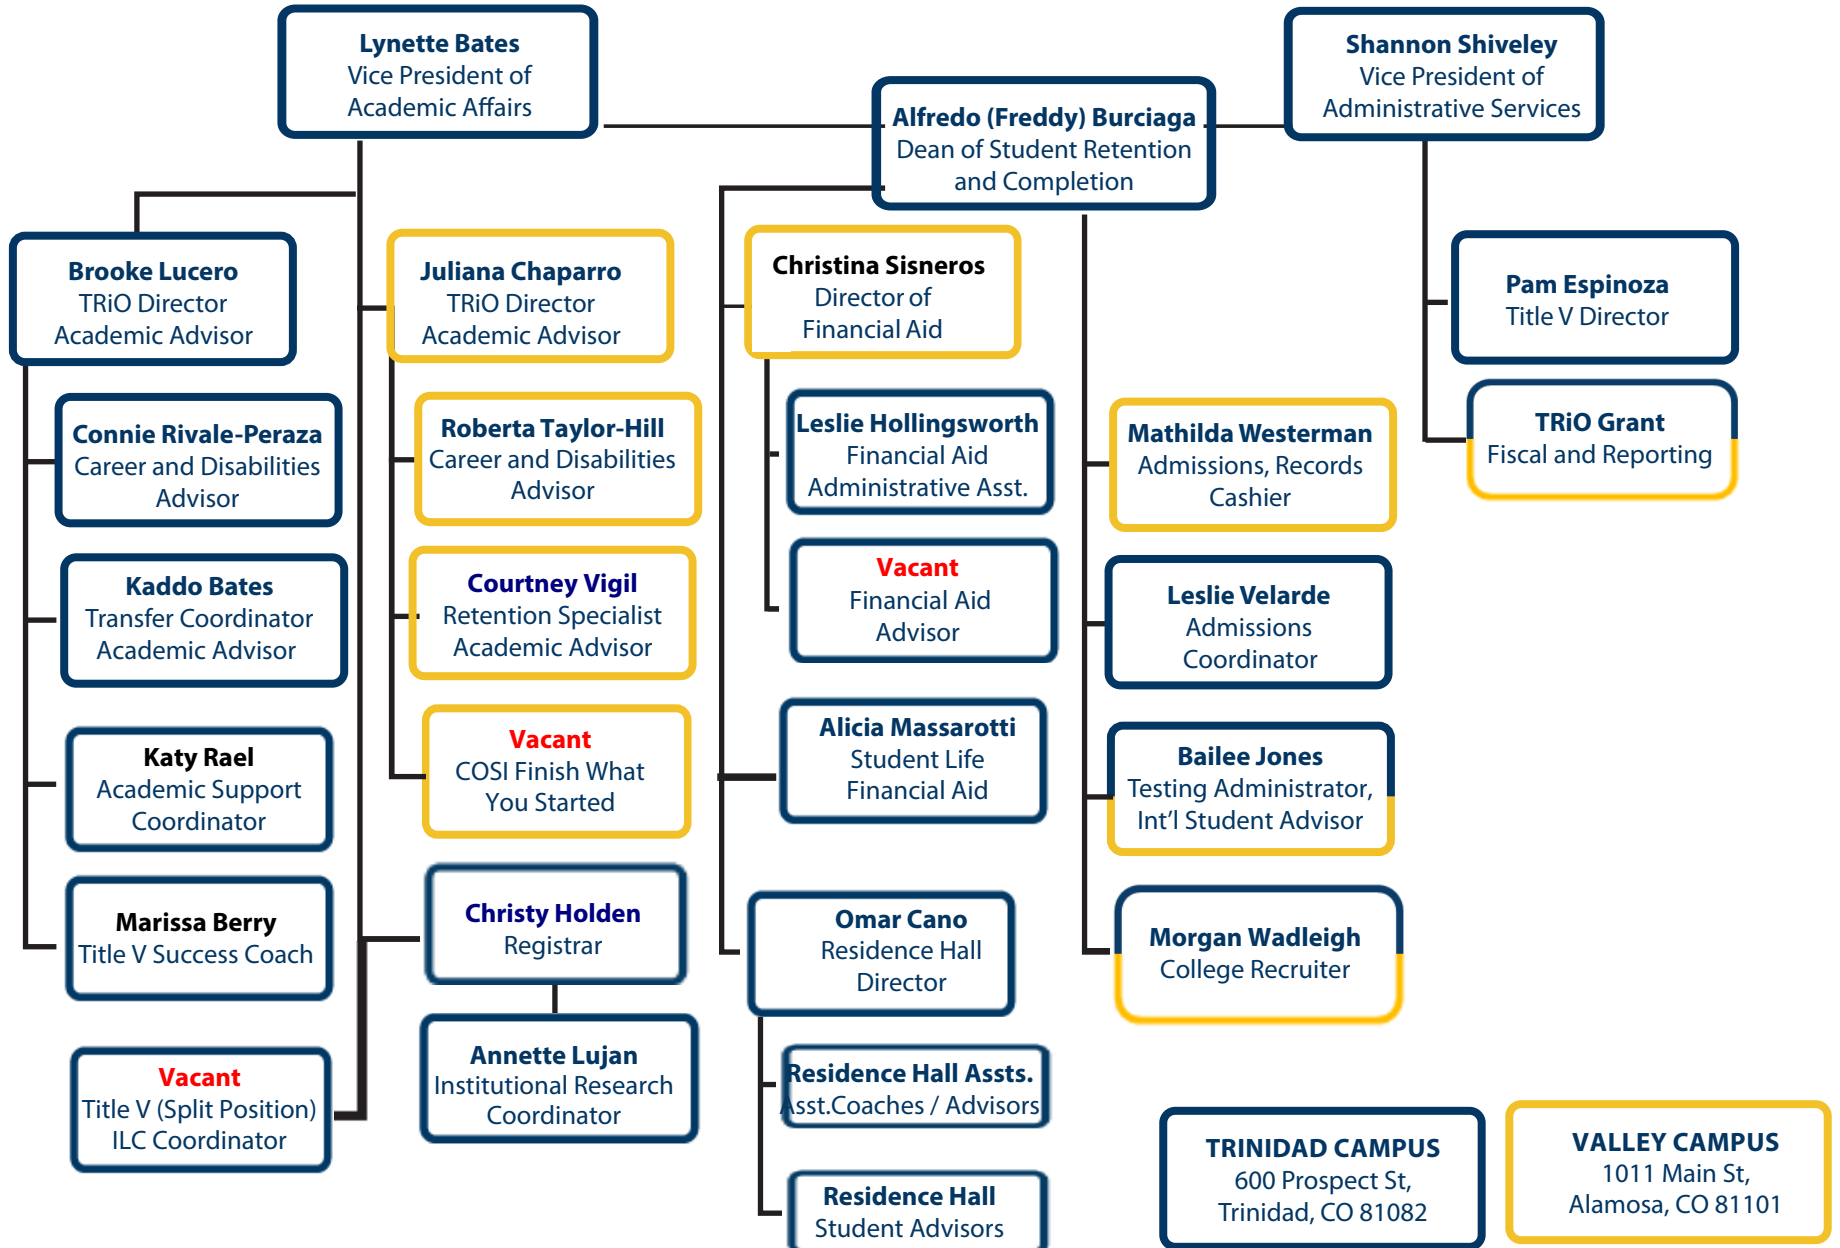 Lynette Bates
Vice President of
Academic Affairs
Shannon Shiveley
Vice President of
Administrative Services
Alfredo (Freddy) Burciaga
Dean of Student Retention
and Completion
Brooke Lucero
TRiO Director
Academic Advisor
Connie Rivale-Peraza
Career and Disabilities
Advisor
Kaddo Bates
Transfer Coordinator
Academic Advisor
Katy Rael
Academic Support
Coordinator
Marissa Berry
Title V Success Coach
Vacant
Title V (Split Position)
ILC Coordinator
Juliana Chaparro
TRiO Director
Academic Advisor
Roberta Taylor-Hill
Career and Disabilities
Advisor
Courtney Vigil
Retention Specialist
Academic Advisor
Vacant
COSI Finish What
You Started
Christy Holden
Registrar
Annette Lujan
Institutional Research
Coordinator
Christina Sisneros
Director of
Financial Aid
Leslie Hollingsworth
Financial Aid
Administrative Asst.
Vacant
Financial Aid
Advisor
Alicia Massarotti
Student Life
Financial Aid
Omar Cano
Residence Hall
Director
Residence Hall Assts.
Asst.Coaches / Advisors
Residence Hall
Student Advisors
Mathilda Westerman
Admissions, Records
Cashier
Leslie Velarde
Admissions
Coordinator
Bailee Jones
Testing Administrator,
Int'l Student Advisor
Morgan Wadleigh
College Recruiter
Pam Espinoza
Title V Director
TRiO Grant
Fiscal and Reporting
TRINIDAD CAMPUS
600 Prospect St,
Trinidad, CO 81082
VALLEY CAMPUS
1011 Main St,
Alamosa, CO 81101